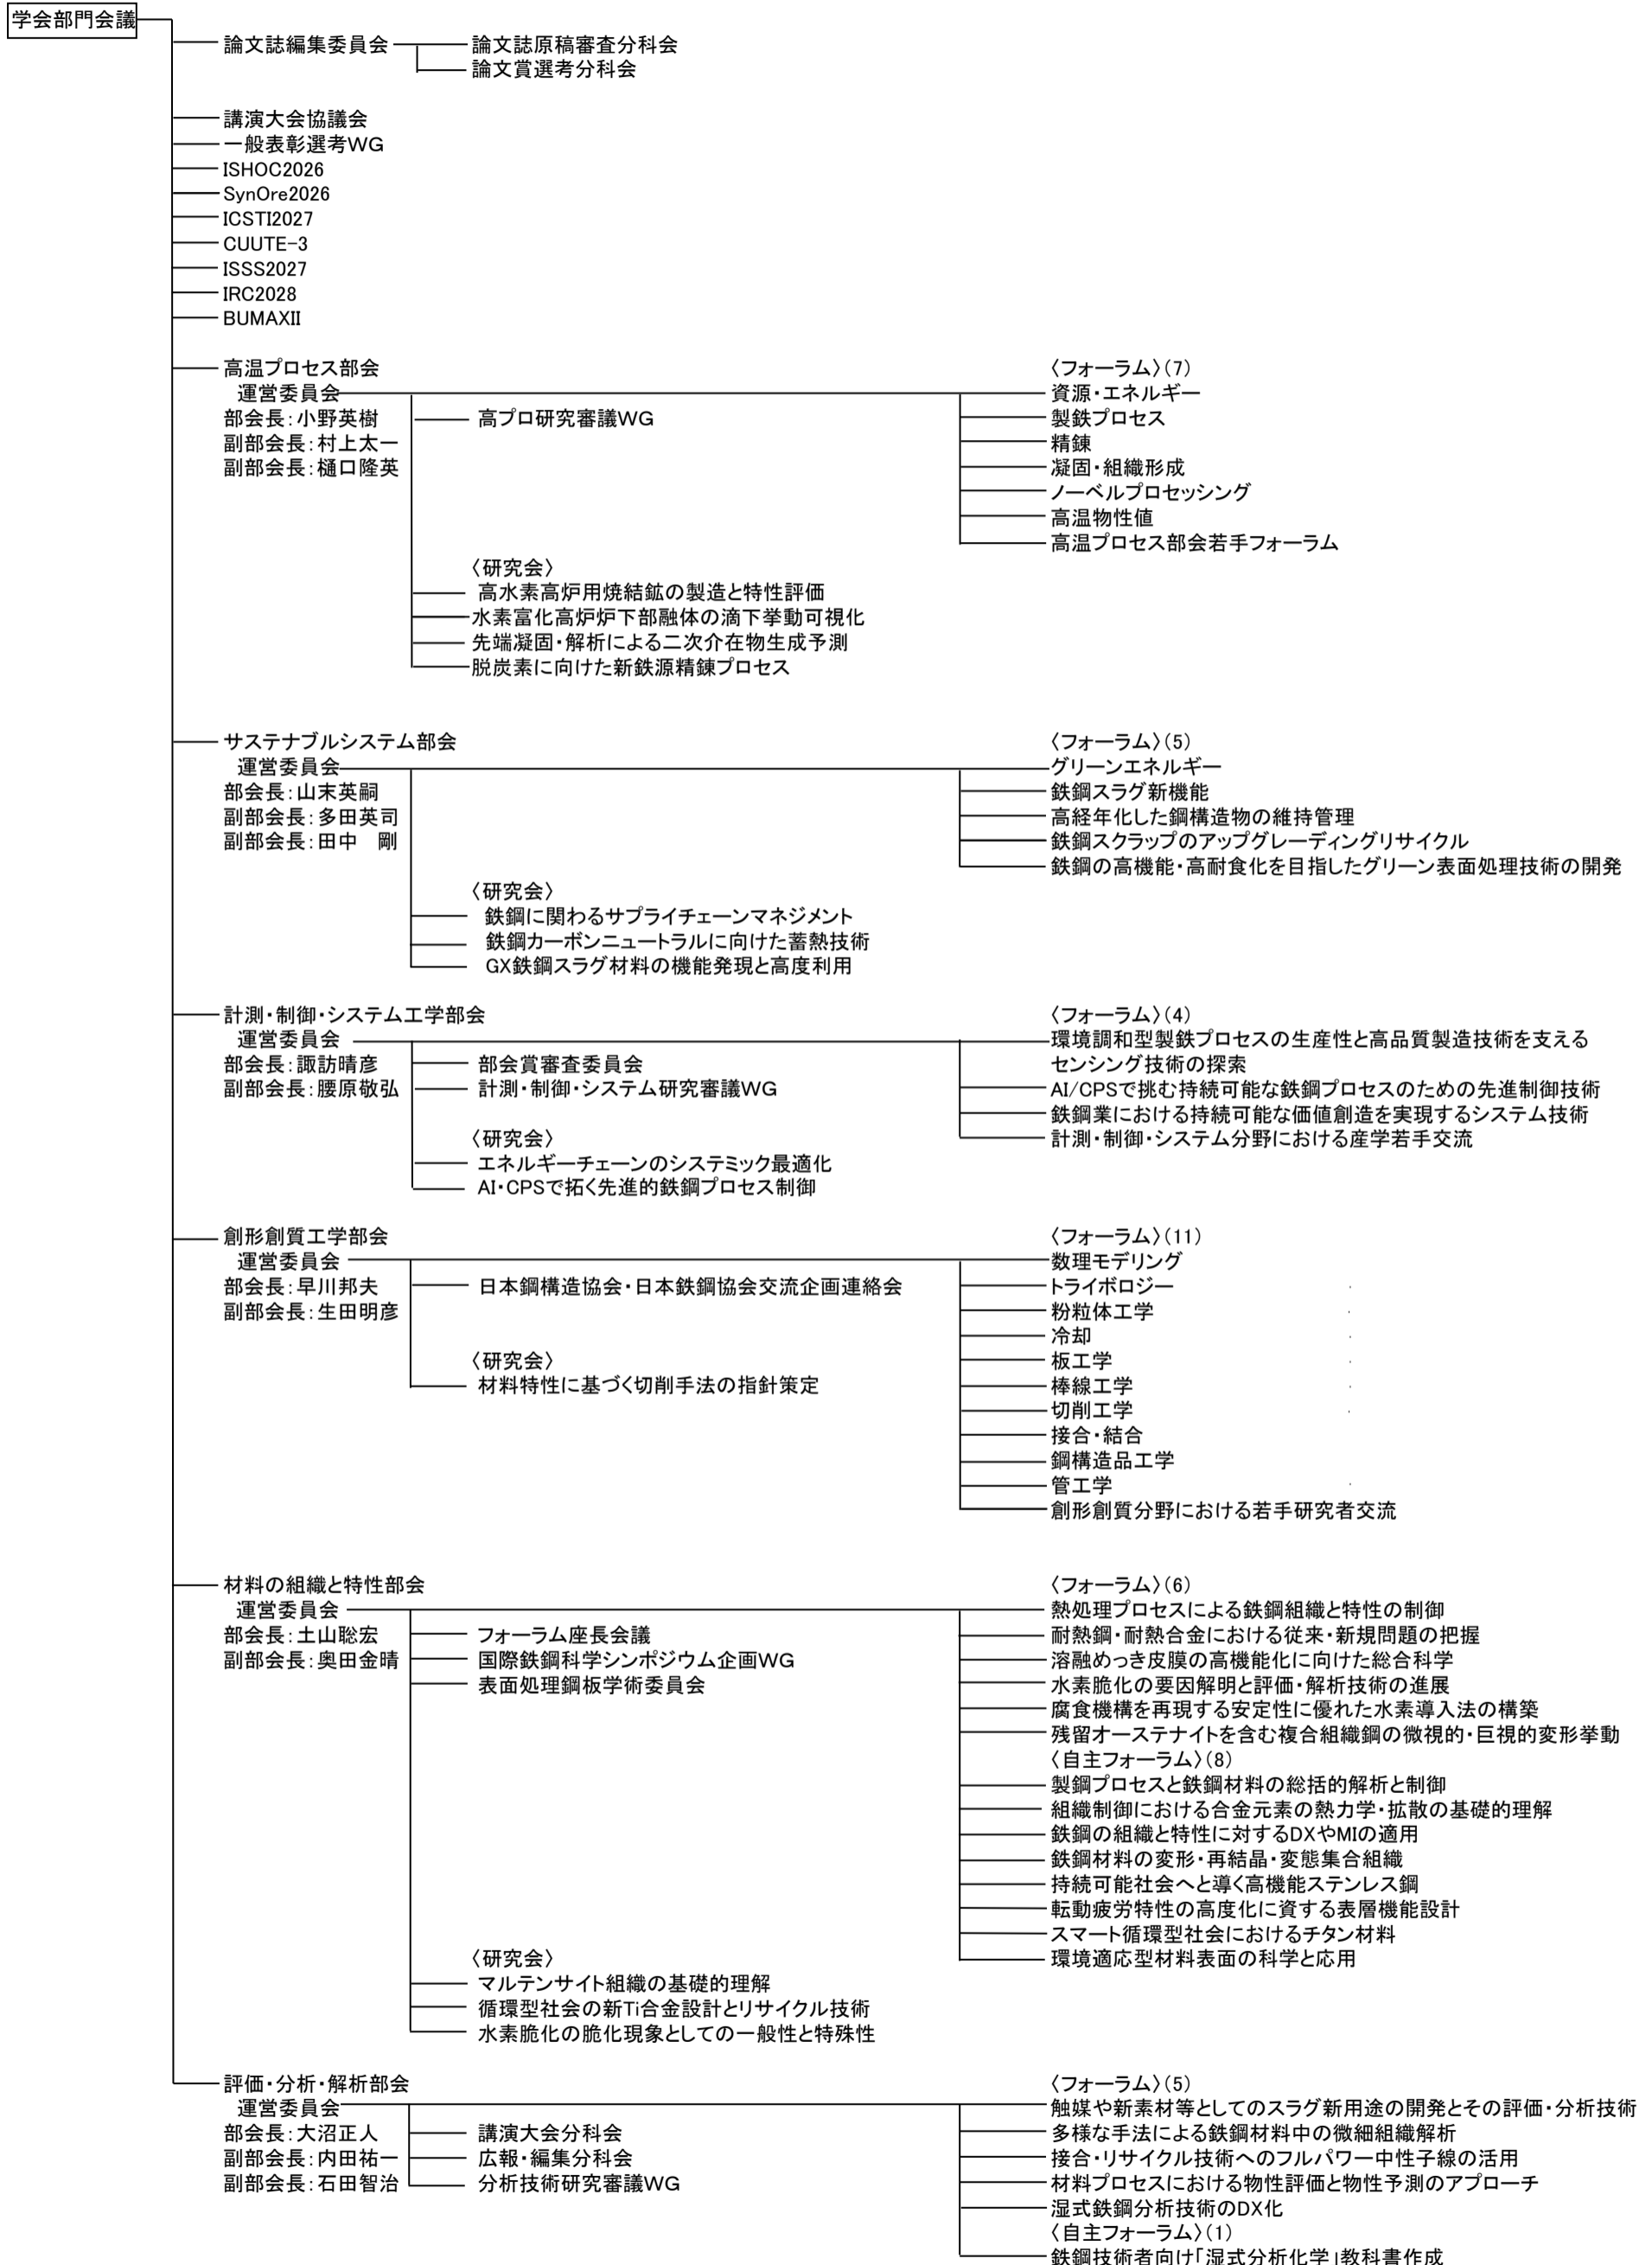 学会部門会議
論文誌編集委員会
論文誌原稿審査分科会
論文賞選考分科会
講演大会協議会
一般表彰選考WG
ISHOC2026
SynOre2026
ICSTI2027
CUUTE-3
ISSS2027
IRC2028
BUMAXII
高温プロセス部会
運営委員会
部会長:小野英樹
副部会長:村上太一
副部会長:樋口隆英
高プロ研究審議WG
〈研究会〉
高水素高炉用焼結鉱の製造と特性評価
水素富化高炉炉下部融体の滴下挙動可視化
先端凝固・解析による二次介在物生成予測
脱炭素に向けた新鉄源精錬プロセス
〈フォーラム〉(7)
資源・エネルギー
製鉄プロセス
精錬
凝固・組織形成
ノーベルプロセッシング
高温物性値
高温プロセス部会若手フォーラム
サステナブルシステム部会
運営委員会
部会長:山末英嗣
副部会長:多田英司
副部会長:田中　剛
〈研究会〉
鉄鋼に関わるサプライチェーンマネジメント
鉄鋼カーボンニュートラルに向けた蓄熱技術
GX鉄鋼スラグ材料の機能発現と高度利用
〈フォーラム〉(5)
グリーンエネルギー
鉄鋼スラグ新機能
高経年化した鋼構造物の維持管理
鉄鋼スクラップのアップグレーディングリサイクル
鉄鋼の高機能・高耐食化を目指したグリーン表面処理技術の開発
計測・制御・システム工学部会
運営委員会
部会長:諏訪晴彦
副部会長:腰原敬弘
部会賞審査委員会
計測・制御・システム研究審議WG
〈研究会〉
エネルギーチェーンのシステミック最適化
AI・CPSで拓く先進的鉄鋼プロセス制御
〈フォーラム〉(4)
環境調和型製鉄プロセスの生産性と高品質製造技術を支える
センシング技術の探索
AI/CPSで挑む持続可能な鉄鋼プロセスのための先進制御技術
鉄鋼業における持続可能な価値創造を実現するシステム技術
計測・制御・システム分野における産学若手交流
創形創質工学部会
運営委員会
部会長:早川邦夫
副部会長:生田明彦
日本鋼構造協会・日本鉄鋼協会交流企画連絡会
〈研究会〉
材料特性に基づく切削手法の指針策定
〈フォーラム〉(11)
数理モデリング
トライボロジー
粉粒体工学
冷却
板工学
棒線工学
切削工学
接合・結合
鋼構造品工学
管工学
創形創質分野における若手研究者交流
材料の組織と特性部会
運営委員会
部会長:土山聡宏
副部会長:奥田金晴
フォーラム座長会議
国際鉄鋼科学シンポジウム企画WG
表面処理鋼板学術委員会
〈研究会〉
マルテンサイト組織の基礎的理解
循環型社会の新Ti合金設計とリサイクル技術
水素脆化の脆化現象としての一般性と特殊性
〈フォーラム〉(6)
熱処理プロセスによる鉄鋼組織と特性の制御
耐熱鋼・耐熱合金における従来・新規問題の把握
溶融めっき皮膜の高機能化に向けた総合科学
水素脆化の要因解明と評価・解析技術の進展
腐食機構を再現する安定性に優れた水素導入法の構築
残留オーステナイトを含む複合組織鋼の微視的・巨視的変形挙動
〈自主フォーラム〉(8)
製鋼プロセスと鉄鋼材料の総括的解析と制御
組織制御における合金元素の熱力学・拡散の基礎的理解
鉄鋼の組織と特性に対するDXやMIの適用
鉄鋼材料の変形・再結晶・変態集合組織
持続可能社会へと導く高機能ステンレス鋼
転動疲労特性の高度化に資する表層機能設計
スマート循環型社会におけるチタン材料
環境適応型材料表面の科学と応用
評価・分析・解析部会
運営委員会
部会長:大沼正人
副部会長:内田祐一
副部会長:石田智治
講演大会分科会
広報・編集分科会
分析技術研究審議WG
〈フォーラム〉(5)
触媒や新素材等としてのスラグ新用途の開発とその評価・分析技術
多様な手法による鉄鋼材料中の微細組織解析
接合・リサイクル技術へのフルパワー中性子線の活用
材料プロセスにおける物性評価と物性予測のアプローチ
湿式鉄鋼分析技術のDX化
〈自主フォーラム〉(1)
鉄鋼技術者向け「湿式分析化学」教科書作成